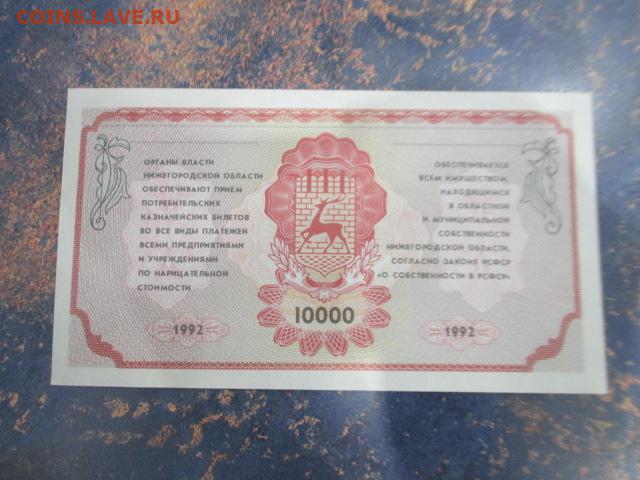 COINS.LAVE.RU
ОРГАНЫ ВЛАСТИ
НИЖЕГОРОДСКОЙ ОБЛАСТИ
ОБЕСПЕЧИВАЮТ ПРИЕМ
ПОТРЕБИТЕЛЬСКИХ
КАЗНАЧЕЙСКИХ БИЛЕТОВ
ВО ВСЕ ВИДЫ ПЛАТЕЖЕЙ
ВСЕМИ ПРЕДПРИЯТИЯМИ
И УЧРЕЖДЕНИЯМИ
ПО НАРИЦАТЕЛЬНОЙ
СТОИМОСТИ
ОБЕСПЕЧИВАЕТСЯ
ВСЕМ ИМУЩЕСТВОМ,
НАХОДЯЩИМСЯ
В ОБЛАСТНОЙ
И МУНИЦИПАЛЬНОЙ
СОБСТВЕННОСТИ
НИЖЕГОРОДСКОЙ ОБЛАСТИ,
СОГЛАСНО ЗАКОНУ РСФСР
«О СОБСТВЕННОСТИ В РСФСР»
1992
10000
1992